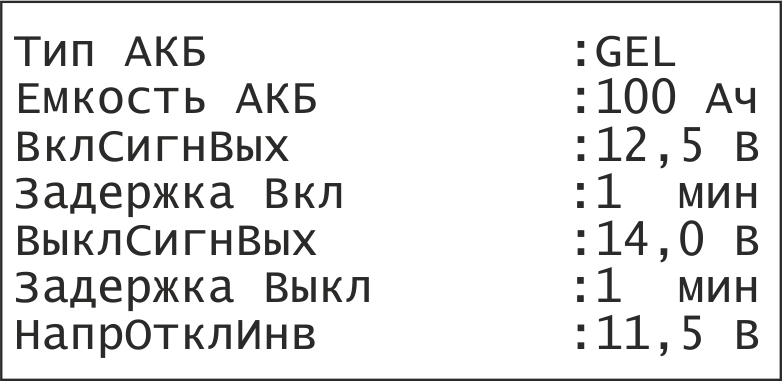 Тип АКБ :GEL
Емкость АКБ :100 Ач
ВклСигнВых :12,5 В
Задержка Вкл :1 мин
ВыклСигнВых :14,0 В
Задержка Выкл :1 мин
НапрОтклИнв :11,5 В